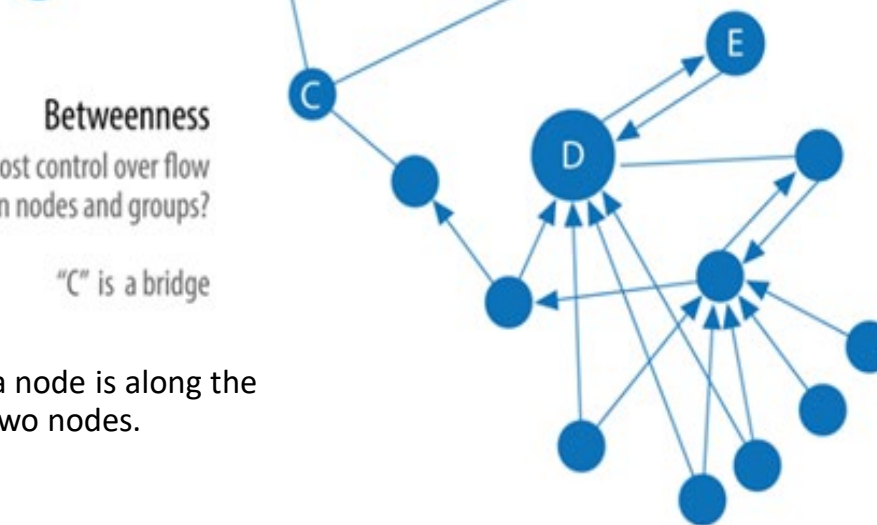 Betweenness
ost control over flow
n nodes and groups?
"C" is a bridge
a node is along the
wo nodes.
C
D
E